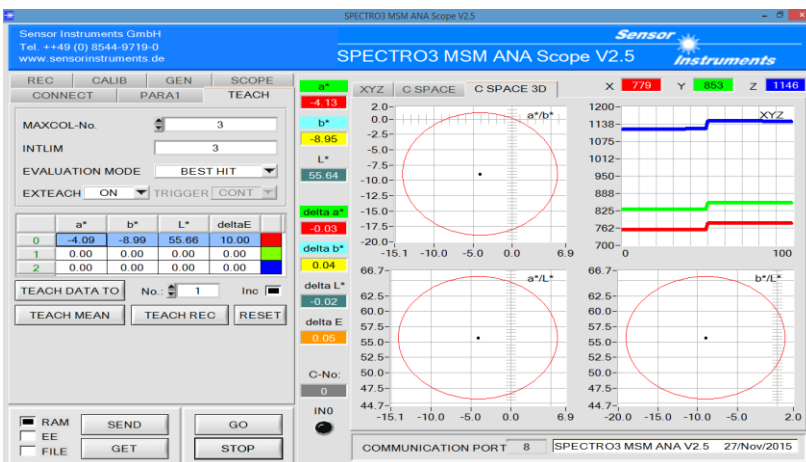 SPECTRO3 MSM ANA Scope V2.5
Sensor Instruments GmbH
Tel. ++49 (0) 8544-9719-0
www.sensorinstruments.de
Sensor
Instruments
SPECTRO3 MSM ANA Scope V2.5
REC CALIB GEN SCOPE
CONNECT PARA1 TEACH
MAXCOL-No. 3
INTLIM 3
EVALUATION MODE BEST HIT
EXTEACH ON TRIGGER CONT
a* b* L* deltaE
0 -4.09 -8.99 55.66 10.00
1 0.00 0.00 0.00 0.00
2 0.00 0.00 0.00 0.00
TEACH DATA TO No.: 1 Inc
TEACH MEAN TEACH REC RESET
RAM SEND GO
EE
FILE GET STOP
a*
-4.13
b*
-8.95
L*
55.64
delta a*
-0.03
delta b*
0.04
delta L*
-0.02
delta E
0.05
C-No:
0
IN0
XYZ C SPACE C SPACE 3D
X 779 Y 853 Z 1146
a*/b*
2.0
0.0
-2.5
-5.0
-7.5
-10.0
-12.5
-15.0
-17.5
-20.0
-15.1 -10.0 -5.0 0.0 6.9
XYZ
1200
1138
1075
1012
950
888
825
762
700
0 100
a*/L*
66.7
62.5
60.0
57.5
55.0
52.5
50.0
47.5
44.7
-15.1 -10.0 -5.0 0.0 6.9
b*/L*
66.7
62.5
60.0
57.5
55.0
52.5
50.0
47.5
44.7
-20.0 -15.0 -10.0 -5.0 2.0
COMMUNICATION PORT 8 SPECTRO3 MSM ANA V2.5 27/Nov/2015